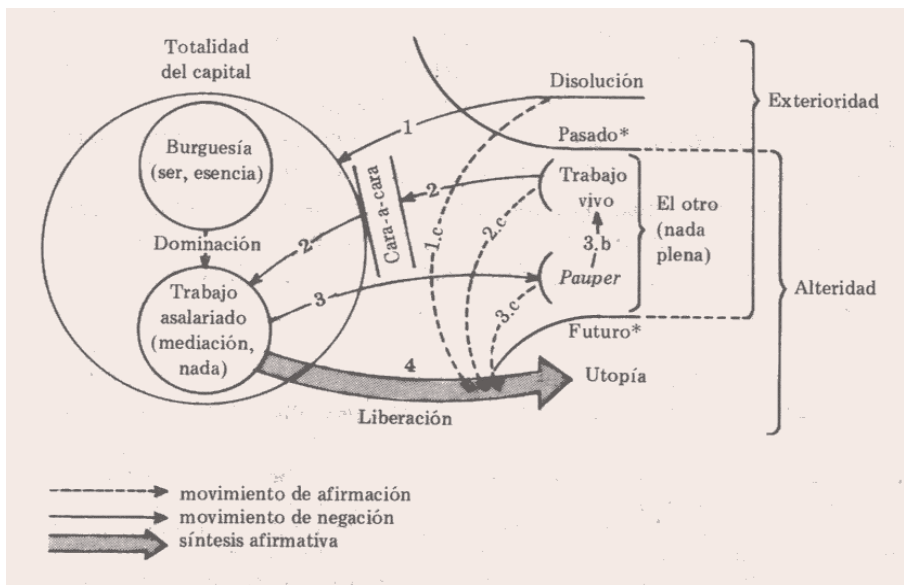 Totalidad
del capital
Burguesía
(ser, esencia)
Dominación
Trabajo
asalariado
(mediación,
nada)
1
Cara-a-cara
2
2
3
4
Liberación
1.c
2.c
3.c
Disolución
Pasado*
Trabajo
vivo
3.b
Pauper
Futuro*
Utopía
El otro
(nada
plena)
Exterioridad
Alteridad
movimiento de afirmación
movimiento de negación
síntesis afirmativa